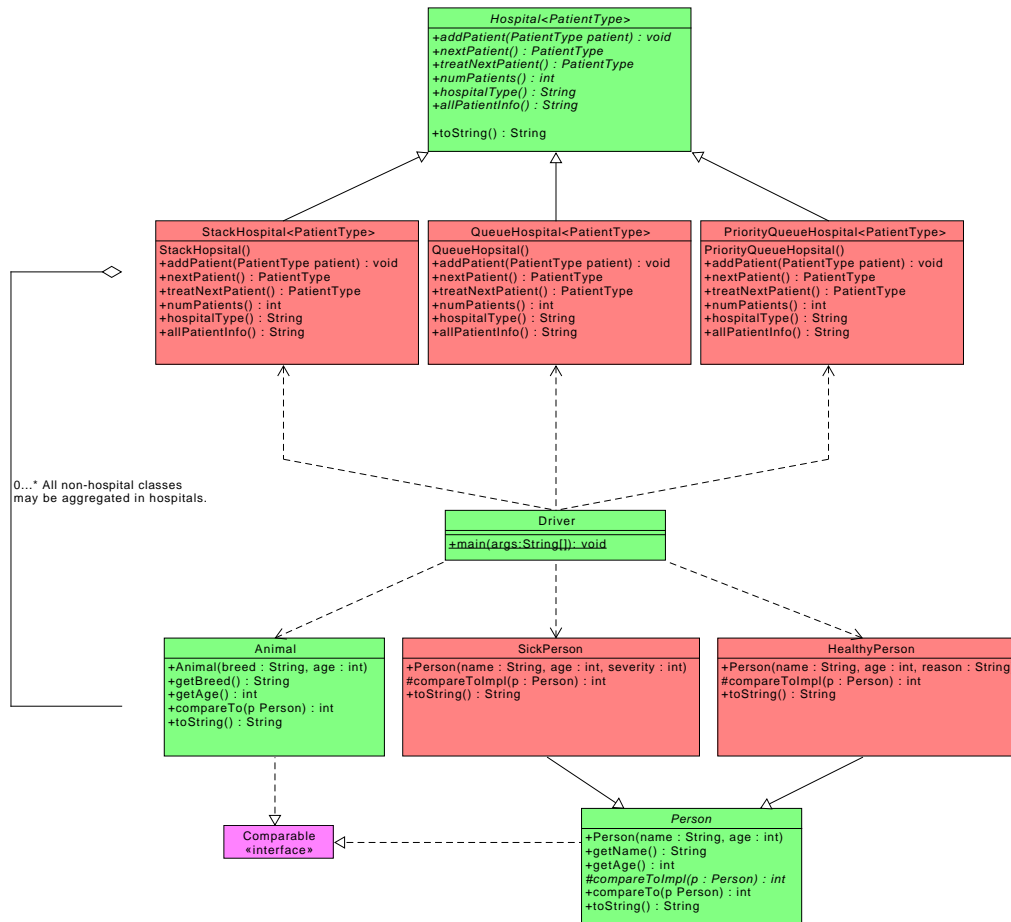 Hospital<PatientType>
+addPatient(PatientType patient) : void
+nextPatient() : PatientType
+treatNextPatient() : PatientType
+numPatients() : int
+hospitalType() : String
+allPatientInfo() : String
+toString() : String
StackHospital<PatientType>
StackHopsital()
+addPatient(PatientType patient) : void
+nextPatient() : PatientType
+treatNextPatient() : PatientType
+numPatients() : int
+hospitalType() : String
+allPatientInfo() : String
QueueHospital<PatientType>
QueueHopsital()
+addPatient(PatientType patient) : void
+nextPatient() : PatientType
+treatNextPatient() : PatientType
+numPatients() : int
+hospitalType() : String
+allPatientInfo() : String
PriorityQueueHospital<PatientType>
PriorityQueueHopsital()
+addPatient(PatientType patient) : void
+nextPatient() : PatientType
+treatNextPatient() : PatientType
+numPatients() : int
+hospitalType() : String
+allPatientInfo() : String
0...* All non-hospital classes
may be aggregated in hospitals.
Driver
+main(args:String[]): void
Animal
+Animal(breed : String, age : int)
+getBreed() : String
+getAge() : int
+compareTo(p Person) : int
+toString() : String
SickPerson
+Person(name : String, age : int, severity : int)
#compareToImpl(p : Person) : int
+toString() : String
HealthyPerson
+Person(name : String, age : int, reason : String
#compareToImpl(p : Person) : int
+toString() : String
Comparable
«interface»
Person
+Person(name : String, age : int)
+getName() : String
+getAge() : int
#compareToImpl(p : Person) : int
+compareTo(p Person) : int
+toString() : String